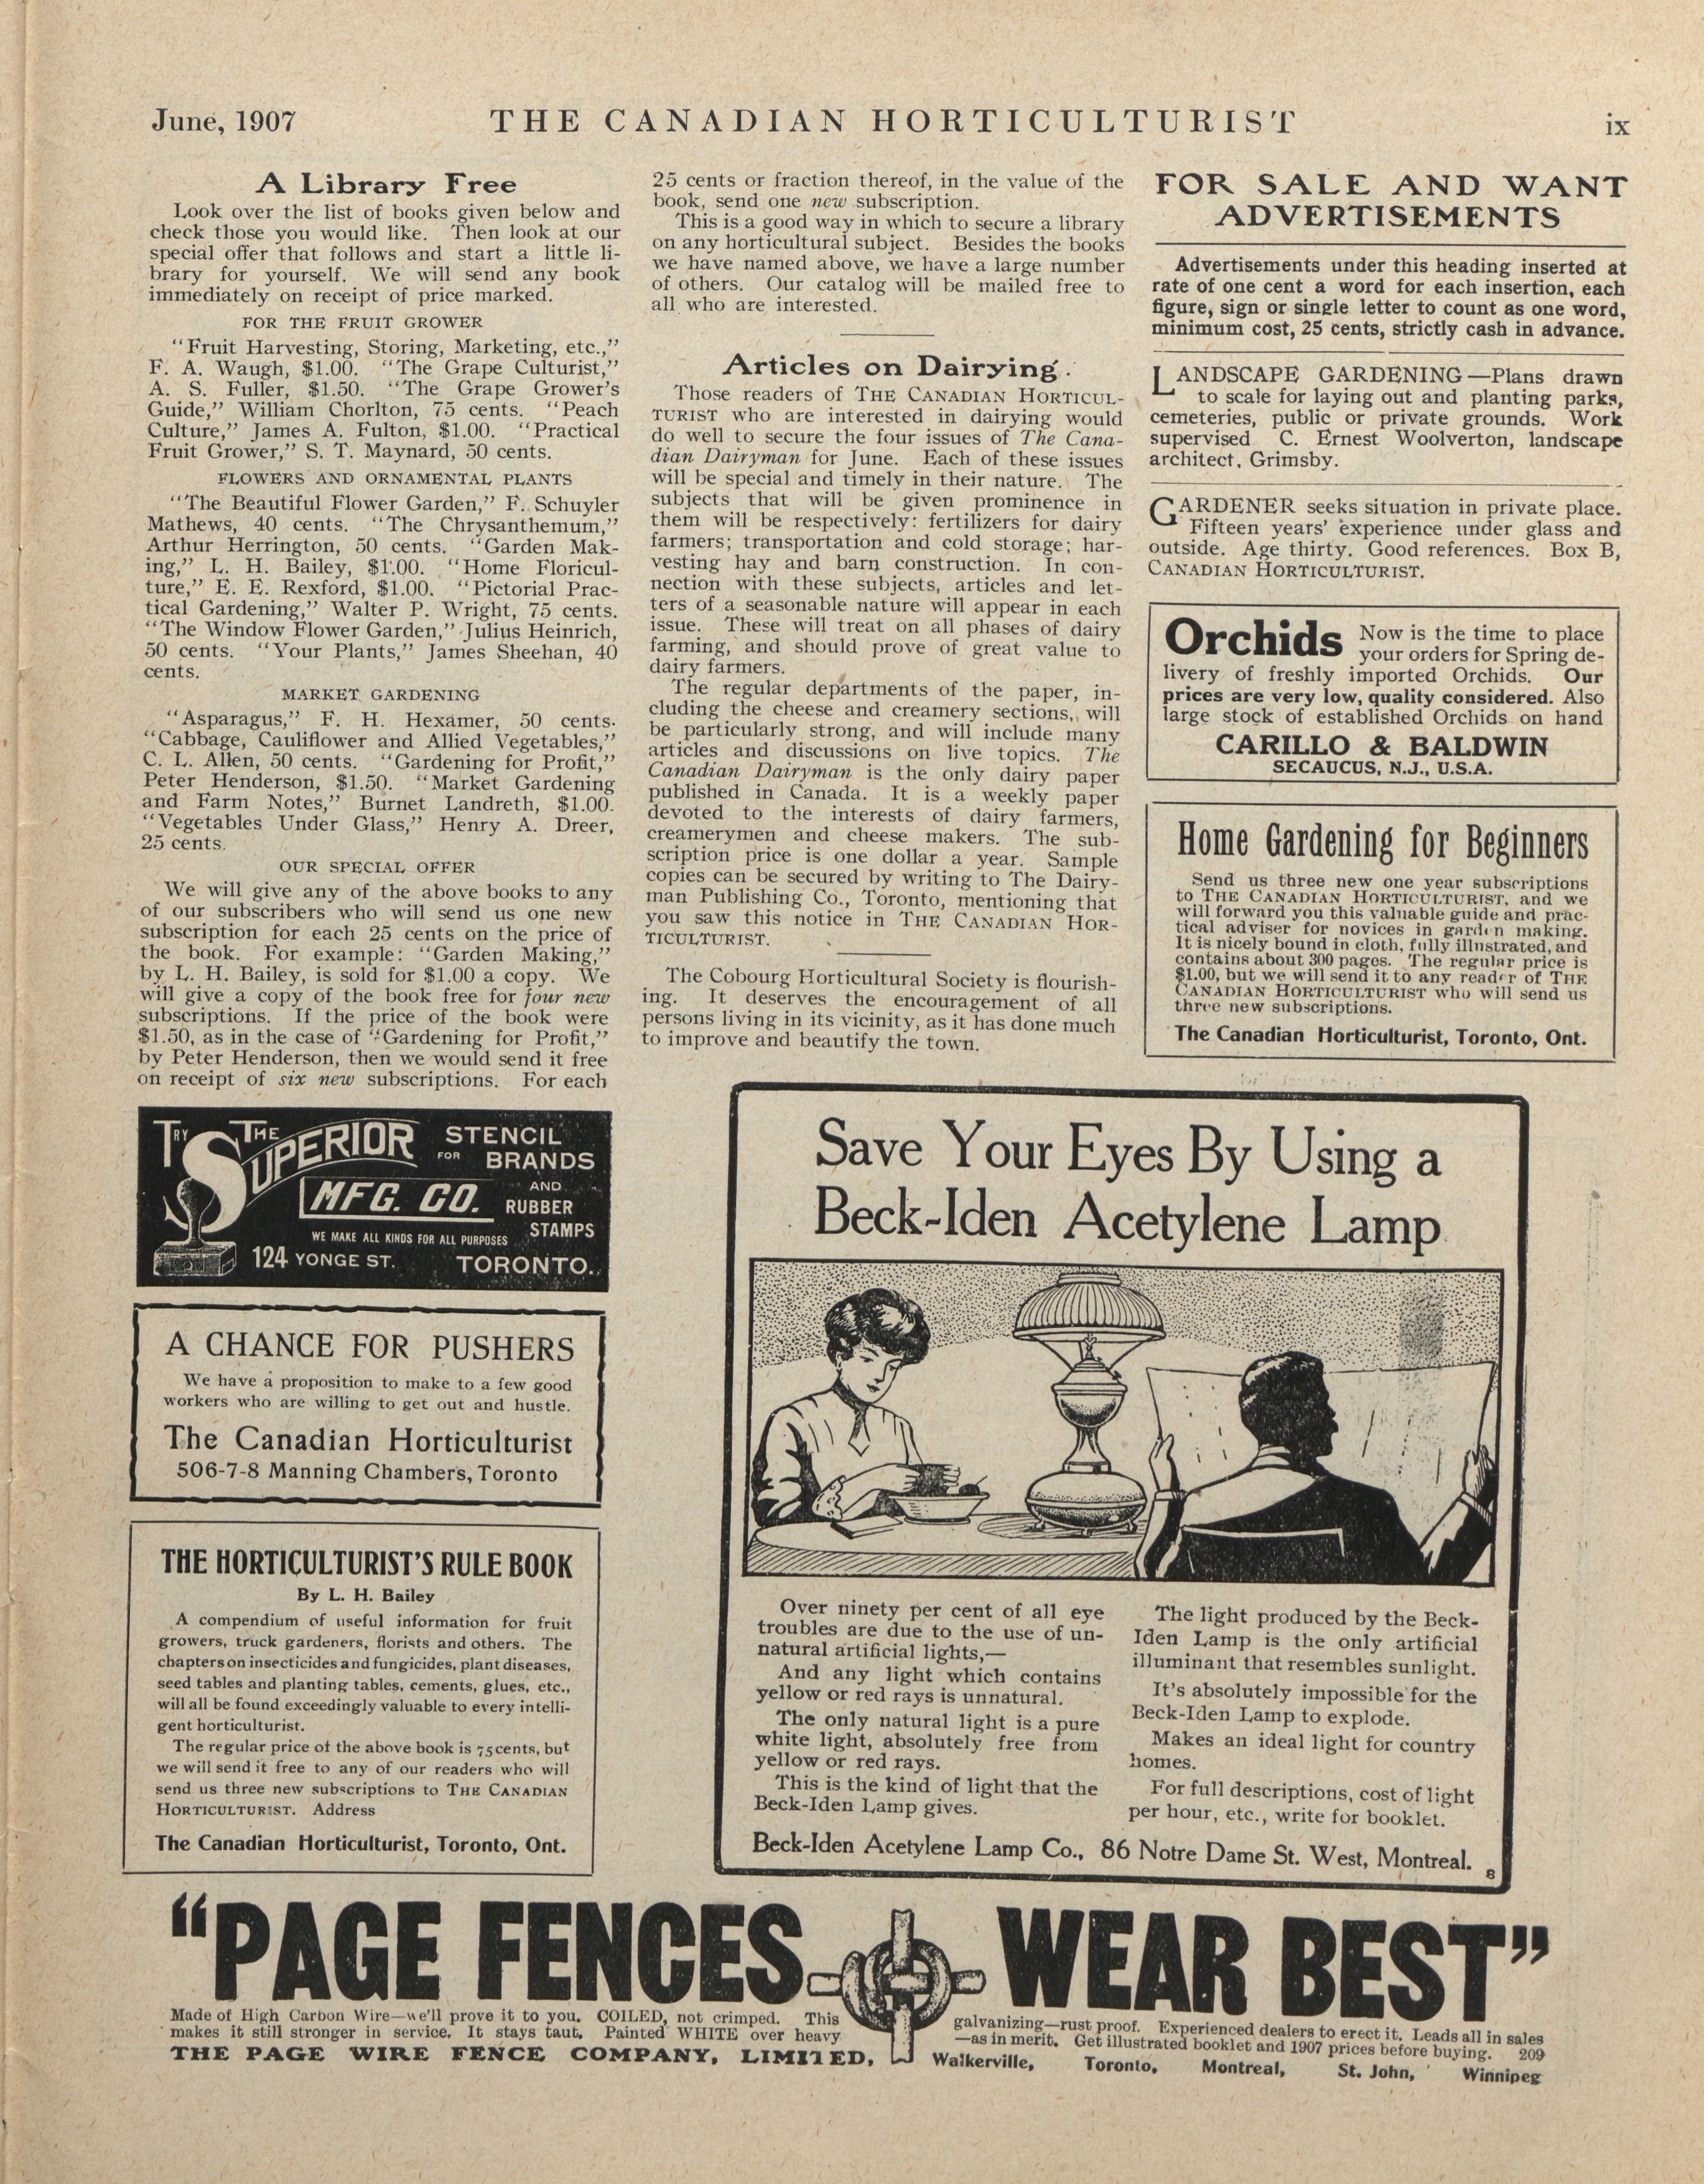 June, 1907
THE CANADIAN HORTICULTURIST
ix
A Library Free
Look over the list of books given below and
check those you would like. Then look at our
special offer that follows and start a little li-
brary for yourself. We will send any book
immediately on receipt of price marked.
FOR THE FRUIT GROWER
"Fruit Harvesting, Storing, Marketing, etc.,"
F. A. Waugh, $1.00. "The Grape Culturist,"
A. S. Fuller, $1.50. "The Grape Grower's
Guide," William Chorlton, 75 cents. "Peach
Culture," James A. Fulton, $1.00. "Practical
Fruit Grower," S. T. Maynard, 50 cents.
FLOWERS AND ORNAMENTAL PLANTS
"The Beautiful Flower Garden," F. Schuyler
Mathews, 40 cents. "The Chrysanthemum,"
Arthur Herrington, 50 cents. "Garden Mak-
ing," L. H. Bailey, $1.00. "Home Floricul-
ture," E. E. Rexford, $1.00. "Pictorial Prac-
tical Gardening," Walter P. Wright, 75 cents.
"The Window Flower Garden," Julius Heinrich,
50 cents. "Your Plants," James Sheehan, 40
cents.
MARKET GARDENING
"Asparagus," F. H. Hexamer, 50 cents.
"Cabbage, Cauliflower and Allied Vegetables,"
C. L. Allen, 50 cents. "Gardening for Profit,"
Peter Henderson, $1.50. "Market Gardening
and Farm Notes," Burnet Landreth, $1.00.
"Vegetables Under Glass," Henry A. Dreer,
25 cents.
OUR SPECIAL OFFER
We will give any of the above books to any
of our subscribers who will send us one new
subscription for each 25 cents on the price of
the book. For example: "Garden Making,"
by L. H. Bailey, is sold for $1.00 a copy. We
will give a copy of the book free for four new
subscriptions. If the price of the book were
$1.50, as in the case of "Gardening for Profit,"
by Peter Henderson, then we would send it free
on receipt of six new subscriptions. For each
25 cents or fraction thereof, in the value of the
book, send one new subscription.
This is a good way in which to secure a library
on any horticultural subject. Besides the books
we have named above, we have a large number
of others. Our catalog will be mailed free to
all who are interested.
Articles on Dairying
Those readers of THE CANADIAN HORTICUL-
TURIST who are interested in dairying would
do well to secure the four issues of The Cana-
dian Dairyman for June. Each of these issues
will be special and timely in their nature. The
subjects that will be given prominence in
them will be respectively: fertilizers for dairy
farmers; transportation and cold storage; har-
vesting hay and barn construction. In con-
nection with these subjects, articles and let-
ters of a seasonable nature will appear in each
issue. These will treat on all phases of dairy
farming, and should prove of great value to
dairy farmers.
The regular departments of the paper, in-
cluding the cheese and creamery sections, will
be particularly strong, and will include many
articles and discussions on live topics. The
Canadian Dairyman is the only dairy paper
published in Canada. It is a weekly paper
devoted to the interests of dairy farmers,
creamerymen and cheese makers. The sub-
scription price is one dollar a year. Sample
copies can be secured by writing to The Dairy-
man Publishing Co., Toronto, mentioning that
you saw this notice in THE CANADIAN HOR-
TICULTURIST.
The Cobourg Horticultural Society is flourish-
ing. It deserves the encouragement of all
persons living in its vicinity, as it has done much
to improve and beautify the town.
FOR SALE AND WANT
ADVERTISEMENTS
Advertisements under this heading inserted at
rate of one cent a word for each insertion, each
figure, sign or single letter to count as one word,
minimum cost, 25 cents, strictly cash in advance.
LANDSCAPE GARDENING—Plans drawn
to scale for laying out and planting parks,
cemeteries, public or private grounds. Work
supervised C. Ernest Woolverton, landscape
architect, Grimsby.
GARDENER seeks situation in private place.
Fifteen years' experience under glass and
outside. Age thirty. Good references. Box B,
CANADIAN HORTICULTURIST.
Orchids Now is the time to place
your orders for Spring de-
livery of freshly imported Orchids. Our
prices are very low, quality considered. Also
large stock of established Orchids on hand
CARILLO & BALDWIN
SECAUCUS, N.J., U.S.A.
Home Gardening for Beginners
Send us three new one year subscriptions
to THE CANADIAN HORTICULTURIST, and we
will forward you this valuable guide and prac-
tical adviser for novices in garden making.
It is nicely bound in cloth, fully illustrated, and
contains about 300 pages. The regular price is
$1.00, but we will send it to any reader of THE
CANADIAN HORTICULTURIST who will send us
three new subscriptions.
The Canadian Horticulturist, Toronto, Ont.
TRY THE SUPERIOR MFG. CO.
STENCIL
FOR BRANDS
AND
RUBBER
STAMPS
WE MAKE ALL KINDS FOR ALL PURPOSES
124 YONGE ST. TORONTO.
A CHANCE FOR PUSHERS
We have a proposition to make to a few good
workers who are willing to get out and hustle.
The Canadian Horticulturist
506-7-8 Manning Chambers, Toronto
THE HORTICULTURIST'S RULE BOOK
By L. H. Bailey
A compendium of useful information for fruit
growers, truck gardeners, florists and others. The
chapters on insecticides and fungicides, plant diseases,
seed tables and planting tables, cements, glues, etc.,
will all be found exceedingly valuable to every intelli-
gent horticulturist.
The regular price of the above book is 75 cents, but
we will send it free to any of our readers who will
send us three new subscriptions to THE CANADIAN
HORTICULTURIST. Address
The Canadian Horticulturist, Toronto, Ont.
Save Your Eyes By Using a
Beck-Iden Acetylene Lamp
Over ninety per cent of all eye
troubles are due to the use of un-
natural artificial lights,—
And any light which contains
yellow or red rays is unnatural.
The only natural light is a pure
white light, absolutely free from
yellow or red rays.
This is the kind of light that the
Beck-Iden Lamp gives.
The light produced by the Beck-
Iden Lamp is the only artificial
illuminant that resembles sunlight.
It's absolutely impossible for the
Beck-Iden Lamp to explode.
Makes an ideal light for country
homes.
For full descriptions, cost of light
per hour, etc., write for booklet.
Beck-Iden Acetylene Lamp Co., 86 Notre Dame St. West, Montreal.
8
"PAGE FENCES WEAR BEST"
Made of High Carbon Wire—we'll prove it to you. COILED, not crimped. This
makes it still stronger in service. It stays taut. Painted WHITE over heavy
galvanizing—rust proof. Experienced dealers to erect it. Leads all in sales
—as in merit. Get illustrated booklet and 1907 prices before buying. 209
THE PAGE WIRE FENCE COMPANY, LIMITED,
Walkerville, Toronto, Montreal, St. John, Winnipeg